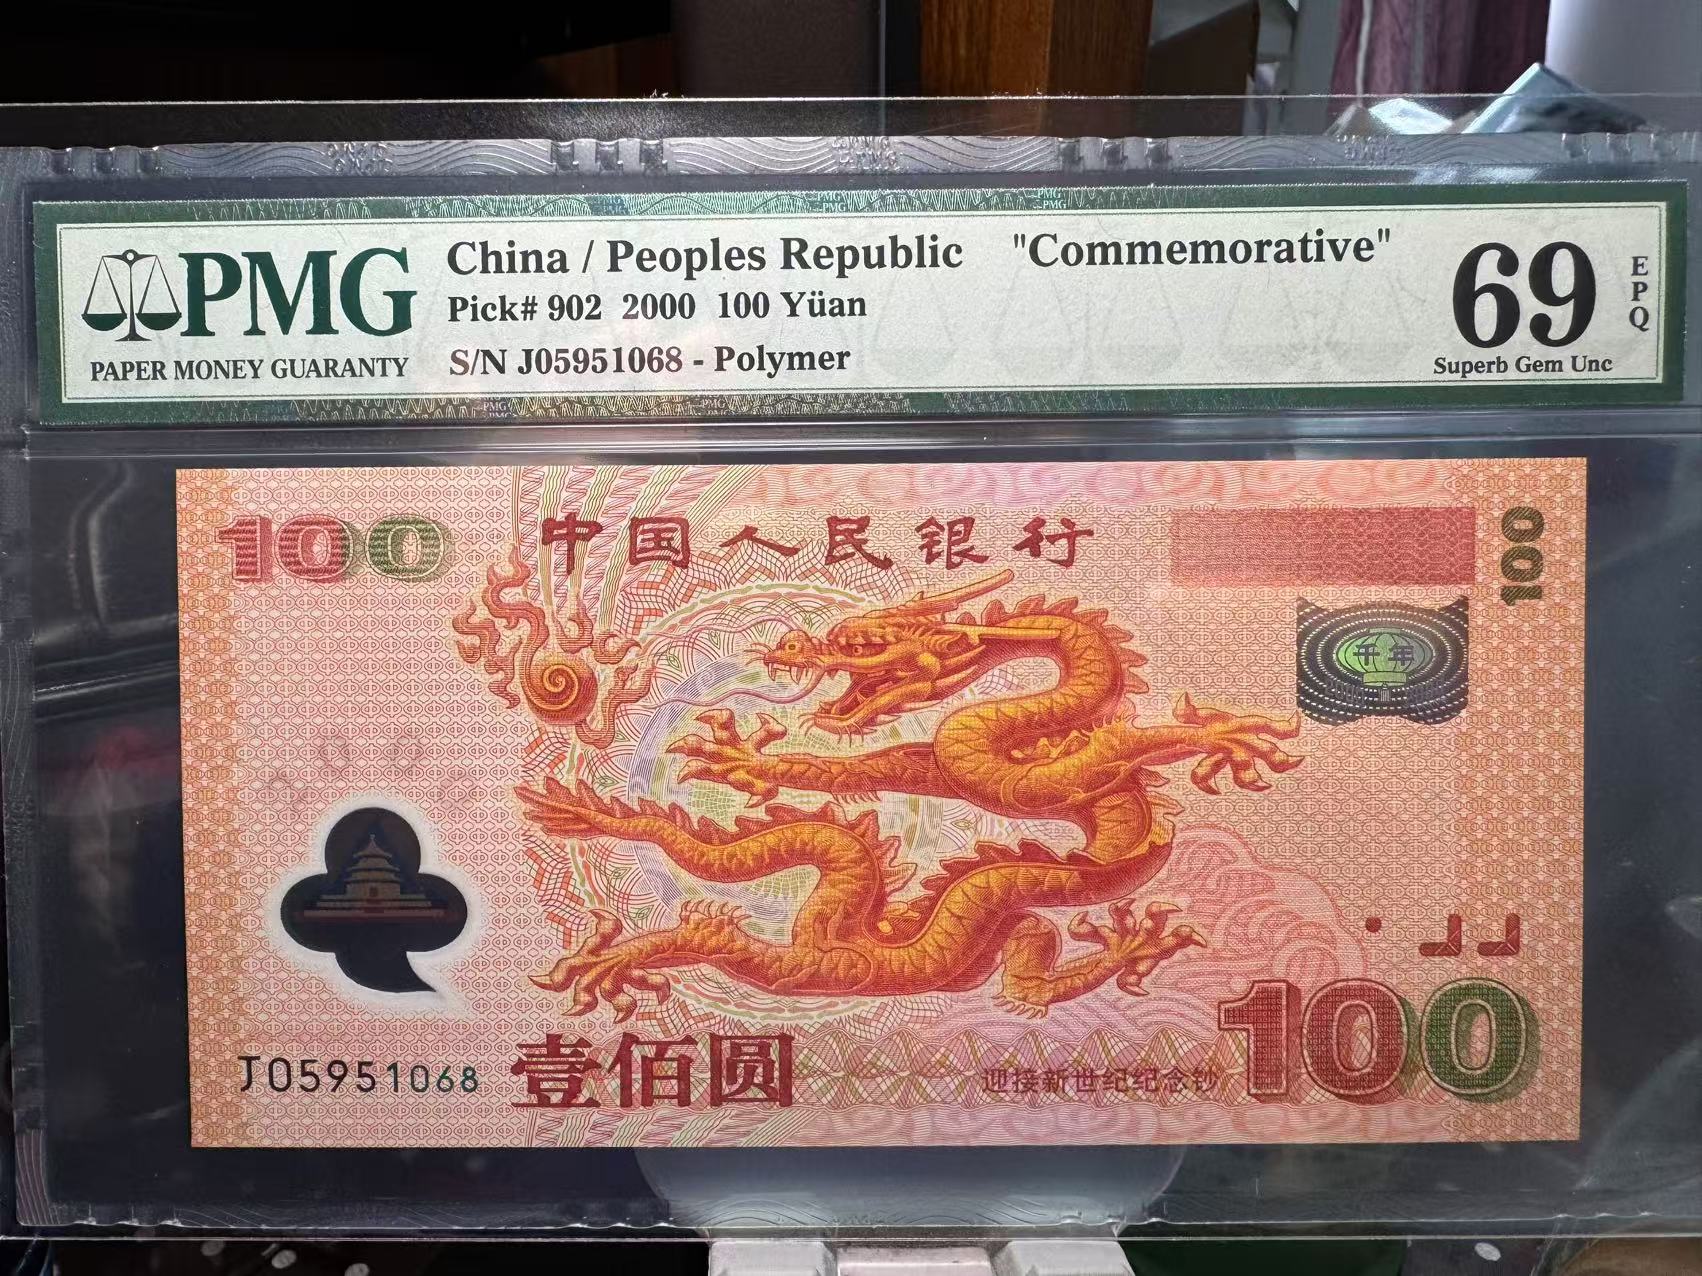 PMG
PAPER MONEY GUARANTY
China / Peoples Republic "Commemorative"
Pick# 902 2000 100 Yüan
S/N J05951068 - Polymer
69
EPQ
Superb Gem Unc
100
中国人民银行
100
千年
J05951068
壹佰圆
迎接新世纪纪念钞
100